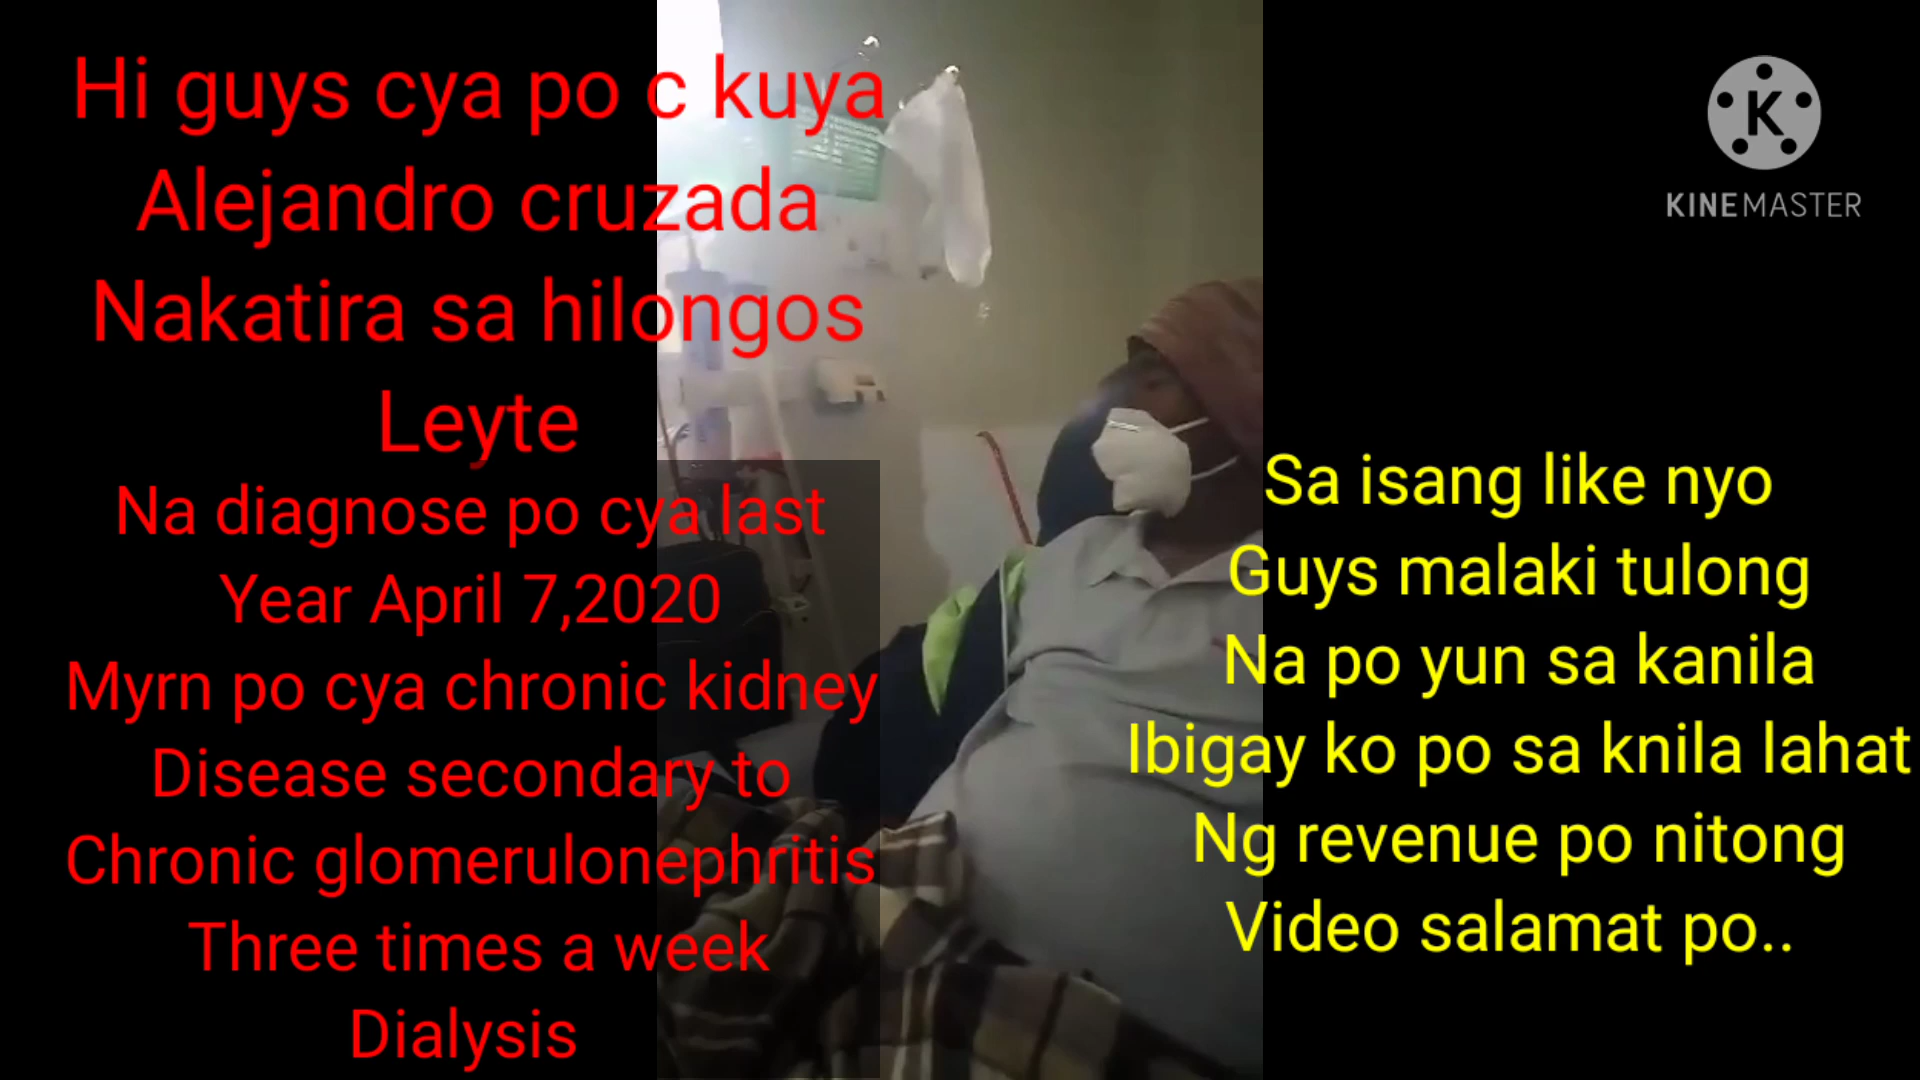 Hi guys cya po c kuya
Alejandro cruzada
Nakatira sa hilongos
Leyte
Na diagnose po cya last
Year April 7,2020
Myrn po cya chronic kidney
Disease secondary to
Chronic glomerulonephritis
Three times a week
Dialysis
KINEMASTER
Sa isang like nyo
Guys malaki tulong
Na po yun sa kanila
Ibigay ko po sa knila lahat
Ng revenue po nitong
Video salamat po..